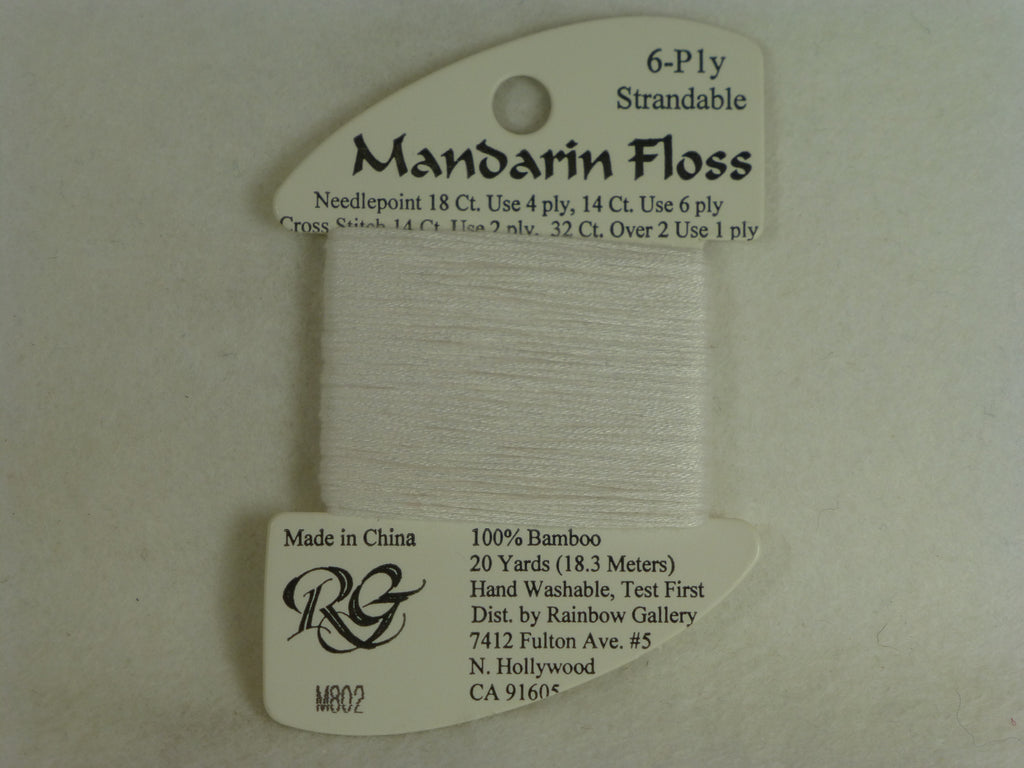 6-Ply
Strandable
Mandarin Floss
Needlepoint 18 Ct. Use 4 ply, 14 Ct. Use 6 ply
Cross Stitch 14 Ct. Use 2 ply, 32 Ct. Over 2 Use 1 ply
Made in China
RG
M802
100% Bamboo
20 Yards (18.3 Meters)
Hand Washable, Test First
Dist. by Rainbow Gallery
7412 Fulton Ave. #5
N. Hollywood
CA 91605